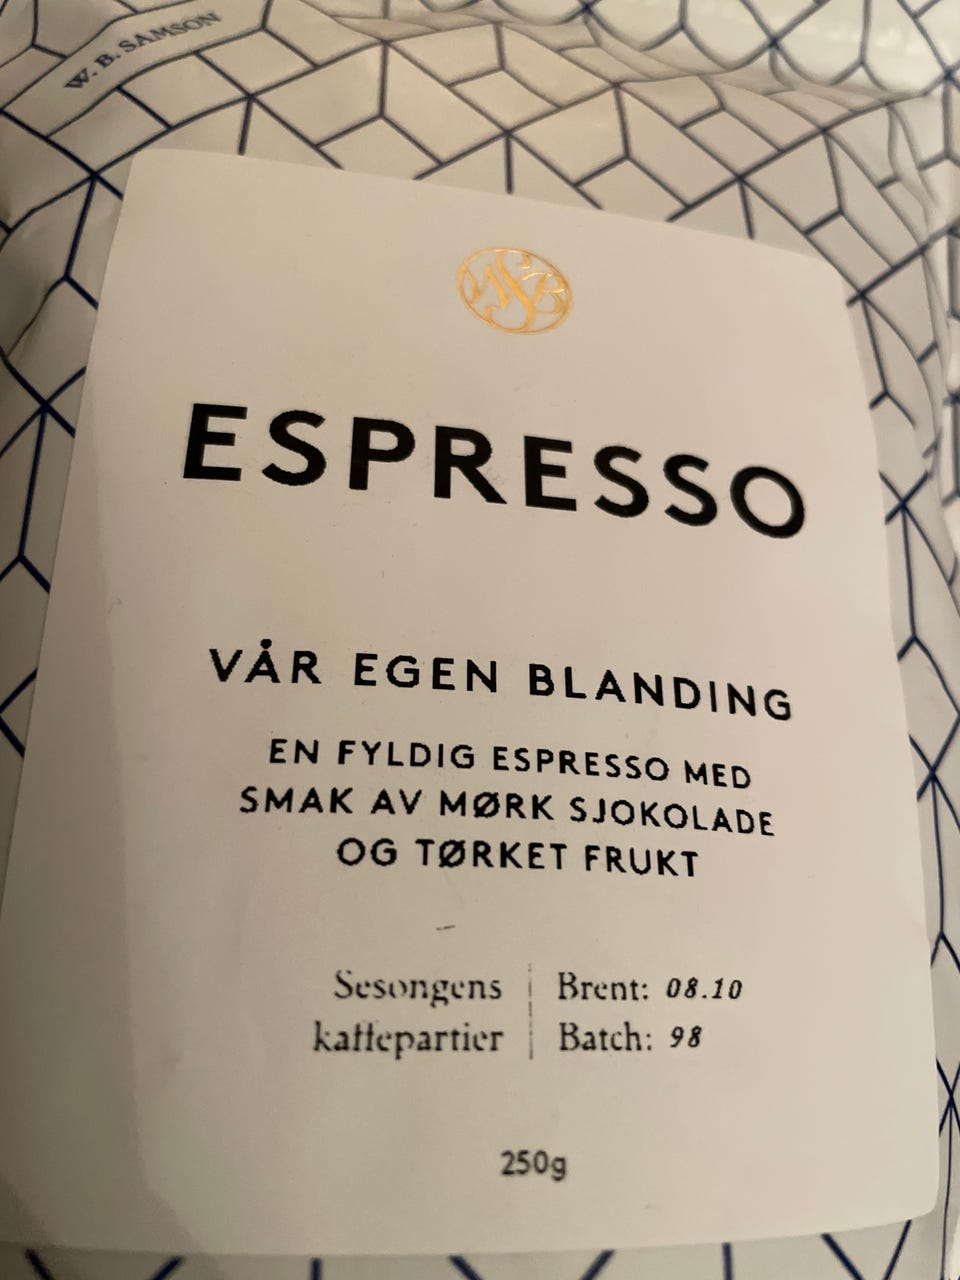 W. B. SAMSON
WSB
ESPRESSO
VÅR EGEN BLANDING
EN FYLDIG ESPRESSO MED
SMAK AV MØRK SJOKOLADE
OG TØRKET FRUKT
Sesongens
kaffepartier
Brent: 08.10
Batch: 98
250g